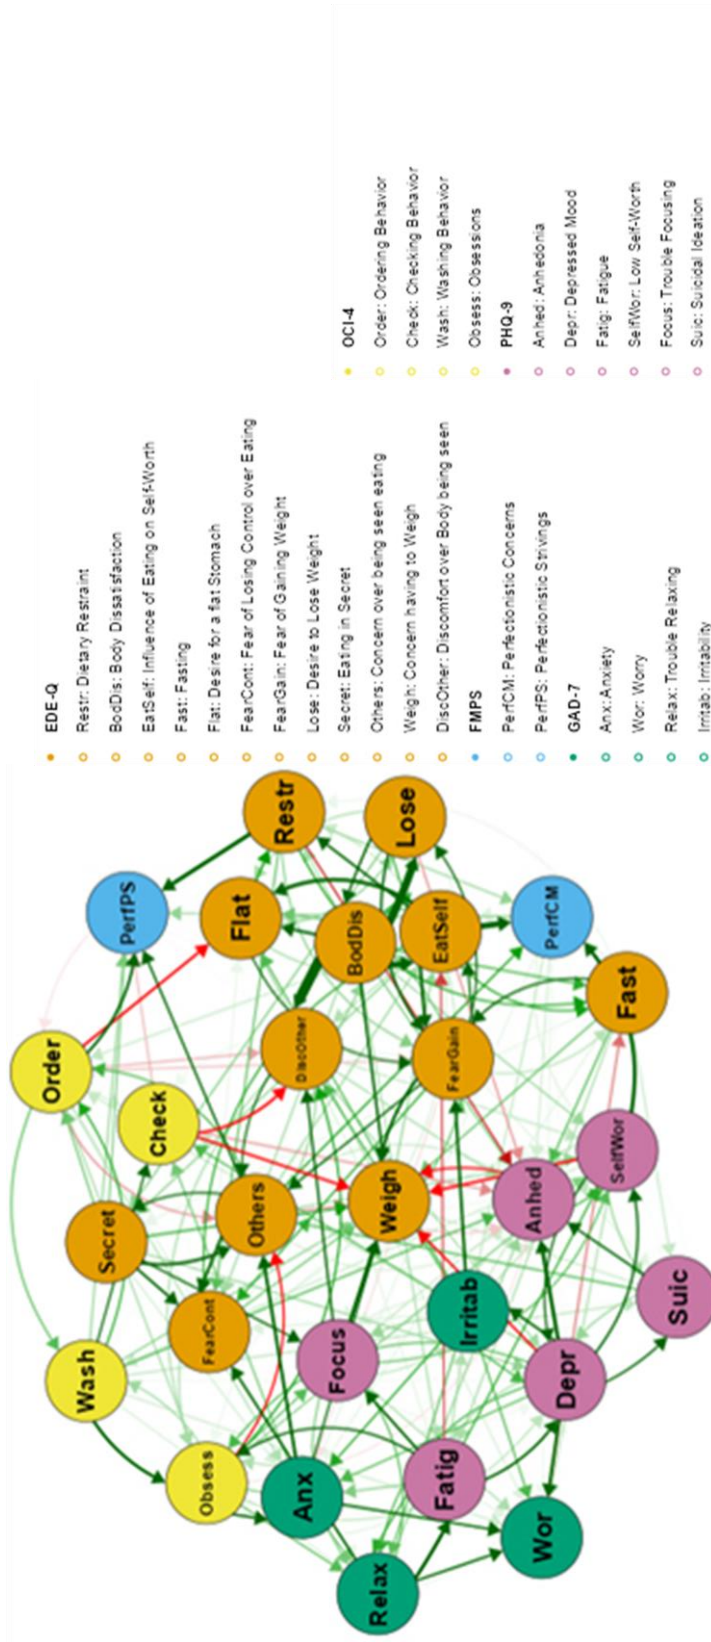 Order
Wash
Secret
PerfPS
Check
Obsess
FearCont
Flat
Others
Restr
DiscOther
Anx
Focus
BodDis
Relax
Weigh
Lose
EatSelf
Fatig
FearGain
Irritab
Anhed
Wor
PerfCM
Depr
SelfWor
Fast
Suic
EDE-Q
Restr: Dietary Restraint
BodDis: Body Dissatisfaction
EatSelf: Influence of Eating on Self-Worth
Fast: Fasting
Flat: Desire for a flat Stomach
FearCont: Fear of Losing Control over Eating
FearGain: Fear of Gaining Weight
Lose: Desire to Lose Weight
Secret: Eating in Secret
Others: Concern over being seen eating
Weigh: Concern having to Weigh
DiscOther: Discomfort over Body being seen
FMPS
PerfCM: Perfectionistic Concerns
PerfPS: Perfectionistic Strivings
GAD-7
Anx: Anxiety
Wor: Worry
Relax: Trouble Relaxing
Irritab: Irritability
OCI-4
Order: Ordering Behavior
Check: Checking Behavior
Wash: Washing Behavior
Obsess: Obsessions
PHQ-9
Anhed: Anhedonia
Depr: Depressed Mood
Fatig: Fatigue
SelfWor: Low Self-Worth
Focus: Trouble Focusing
Suic: Suicidal Ideation